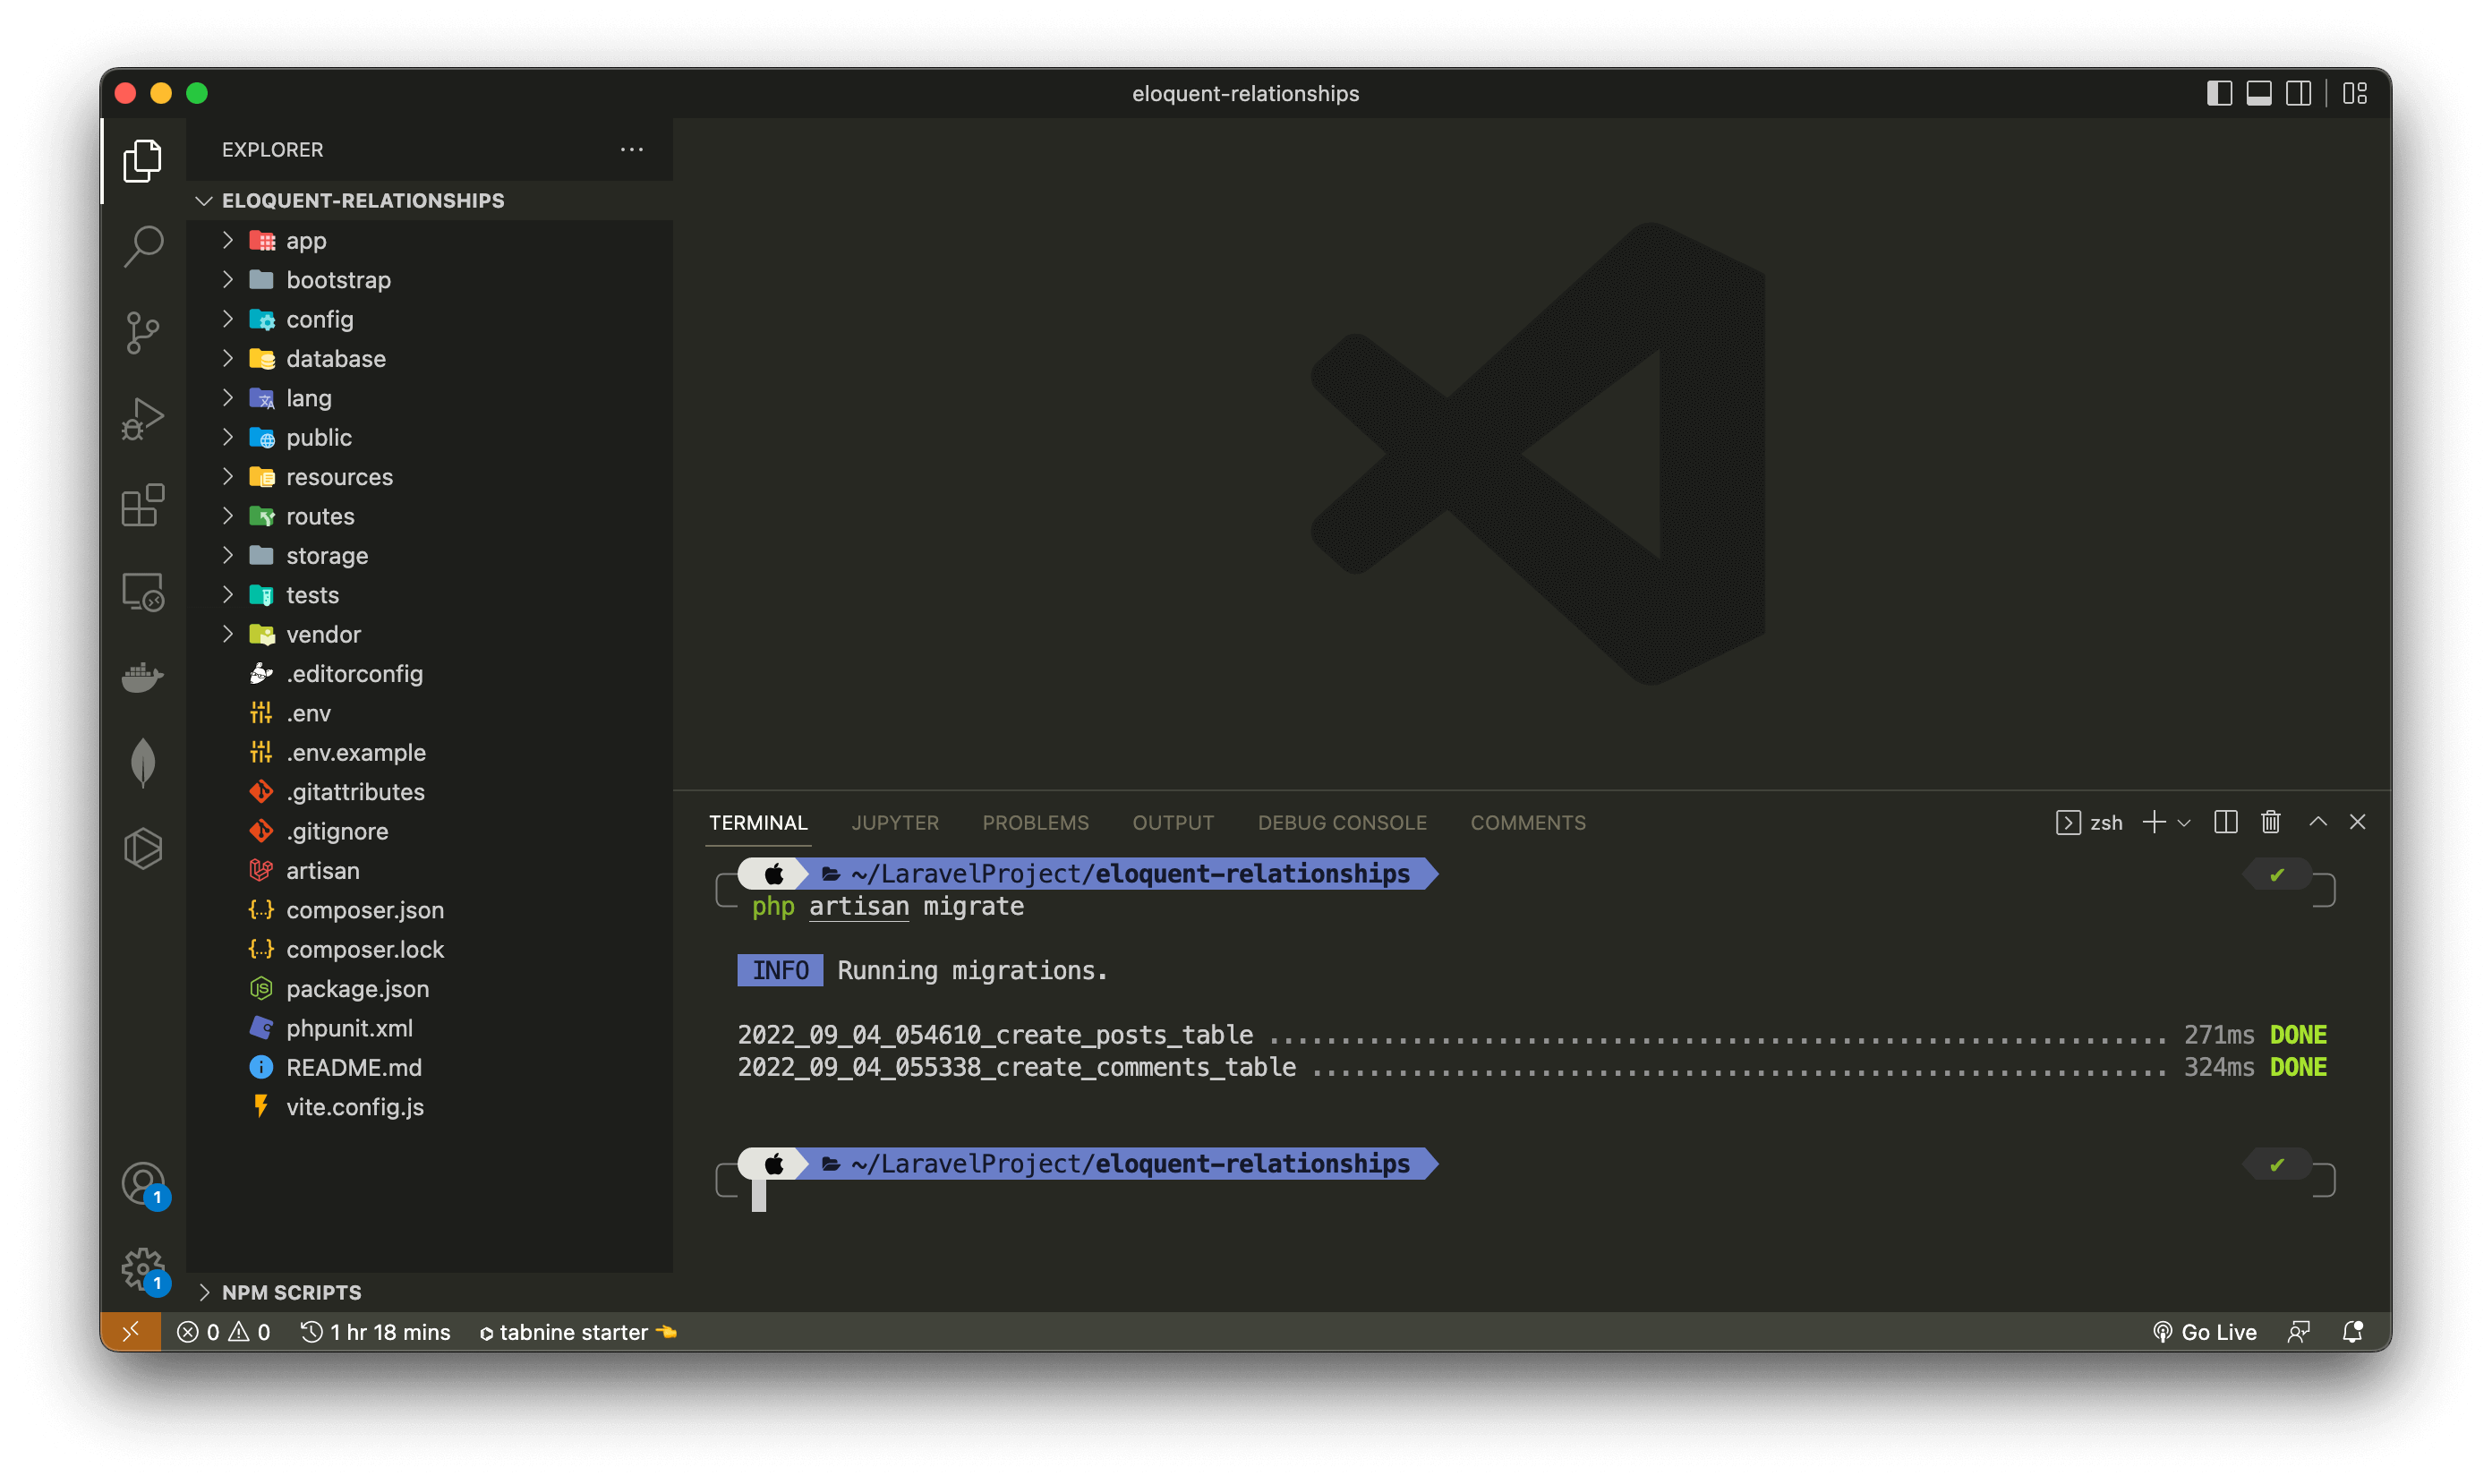 eloquent-relationships
EXPLORER
ELOQUENT-RELATIONSHIPS
app
bootstrap
config
database
lang
public
resources
routes
storage
tests
vendor
.editorconfig
.env
.env.example
.gitattributes
.gitignore
artisan
composer.json
composer.lock
package.json
phpunit.xml
README.md
vite.config.js
NPM SCRIPTS
TERMINAL JUPYTER PROBLEMS OUTPUT DEBUG CONSOLE COMMENTS zsh
~/LaravelProject/eloquent-relationships ✔
php artisan migrate
INFO Running migrations.
2022_09_04_054610_create_posts_table ............................................................... 271ms DONE
2022_09_04_055338_create_comments_table ............................................................ 324ms DONE
~/LaravelProject/eloquent-relationships ✔
1
1
0 0 1 hr 18 mins tabnine starter 👈 Go Live